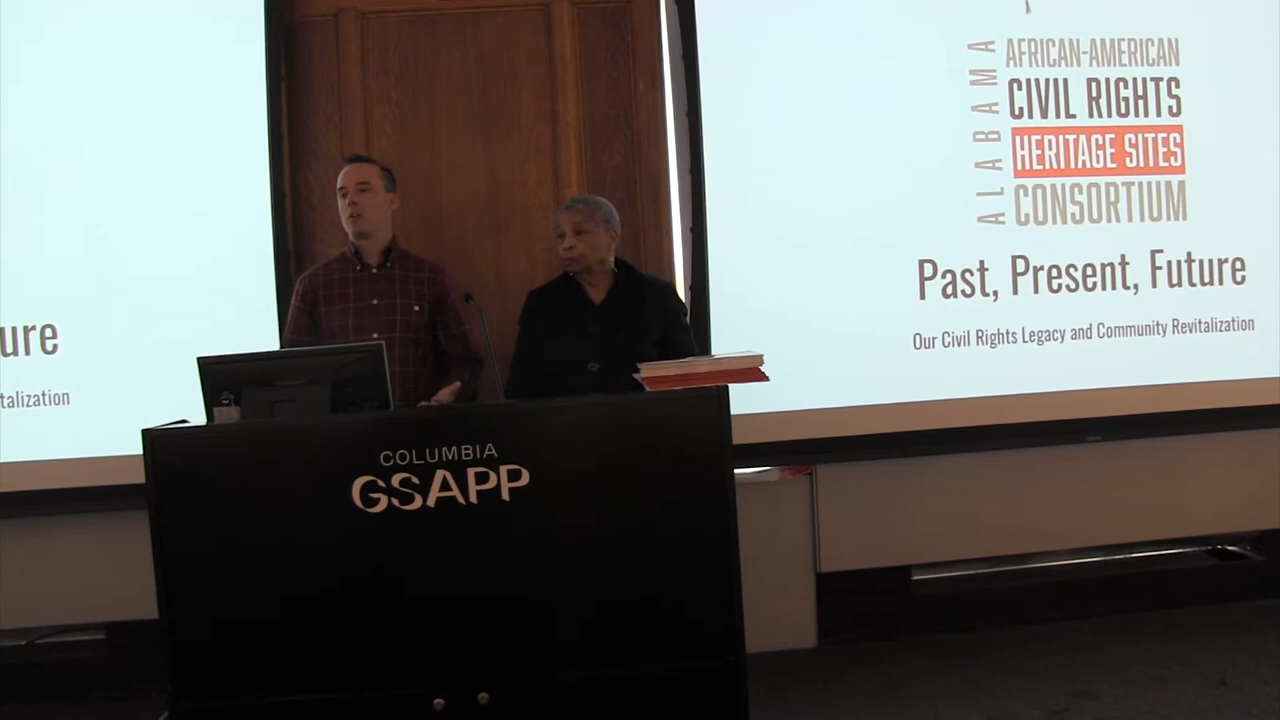 ure
talization
COLUMBIA
GSAPP
ALABAMA
AFRICAN-AMERICAN
CIVIL RIGHTS
HERITAGE SITES
CONSORTIUM
Past, Present, Future
Our Civil Rights Legacy and Community Revitalization